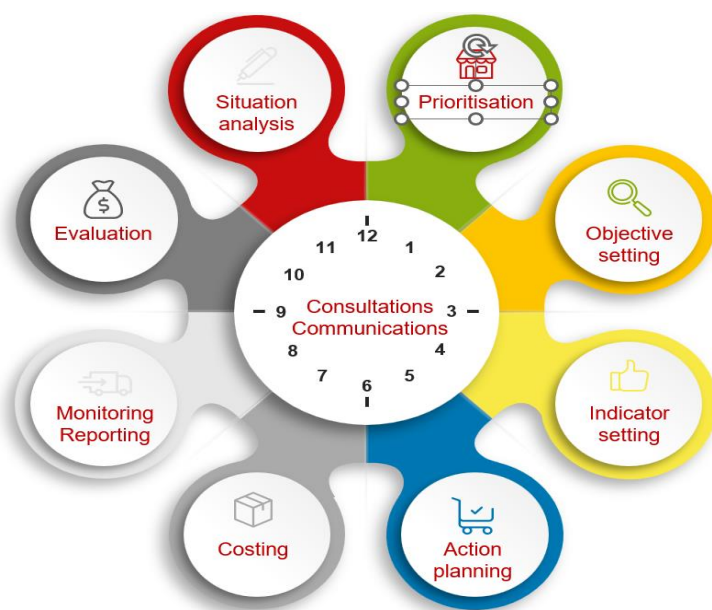 Situation
analysis
Prioritisation
Objective
setting
Indicator
setting
Action
planning
Costing
Monitoring
Reporting
Evaluation
$
12
1
2
3
4
5
6
7
8
9
10
11
Consultations
Communications